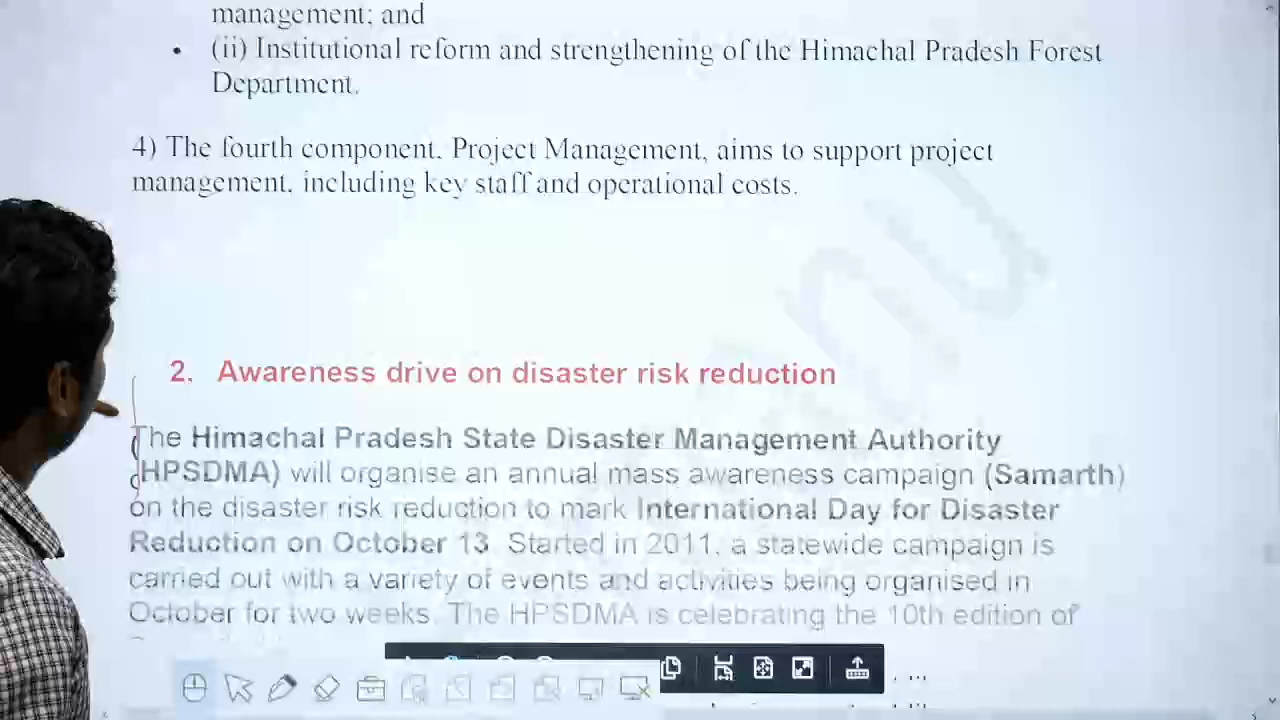 management; and
• (ii) Institutional reform and strengthening of the Himachal Pradesh Forest
Department.
4) The fourth component, Project Management, aims to support project
management, including key staff and operational costs.
2. Awareness drive on disaster risk reduction
The Himachal Pradesh State Disaster Management Authority
(HPSDMA) will organise an annual mass awareness campaign (Samarth)
on the disaster risk reduction to mark International Day for Disaster
Reduction on October 13. Started in 2011, a statewide campaign is
carried out with a variety of events and activities being organised in
October for two weeks. The HPSDMA is celebrating the 10th edition of